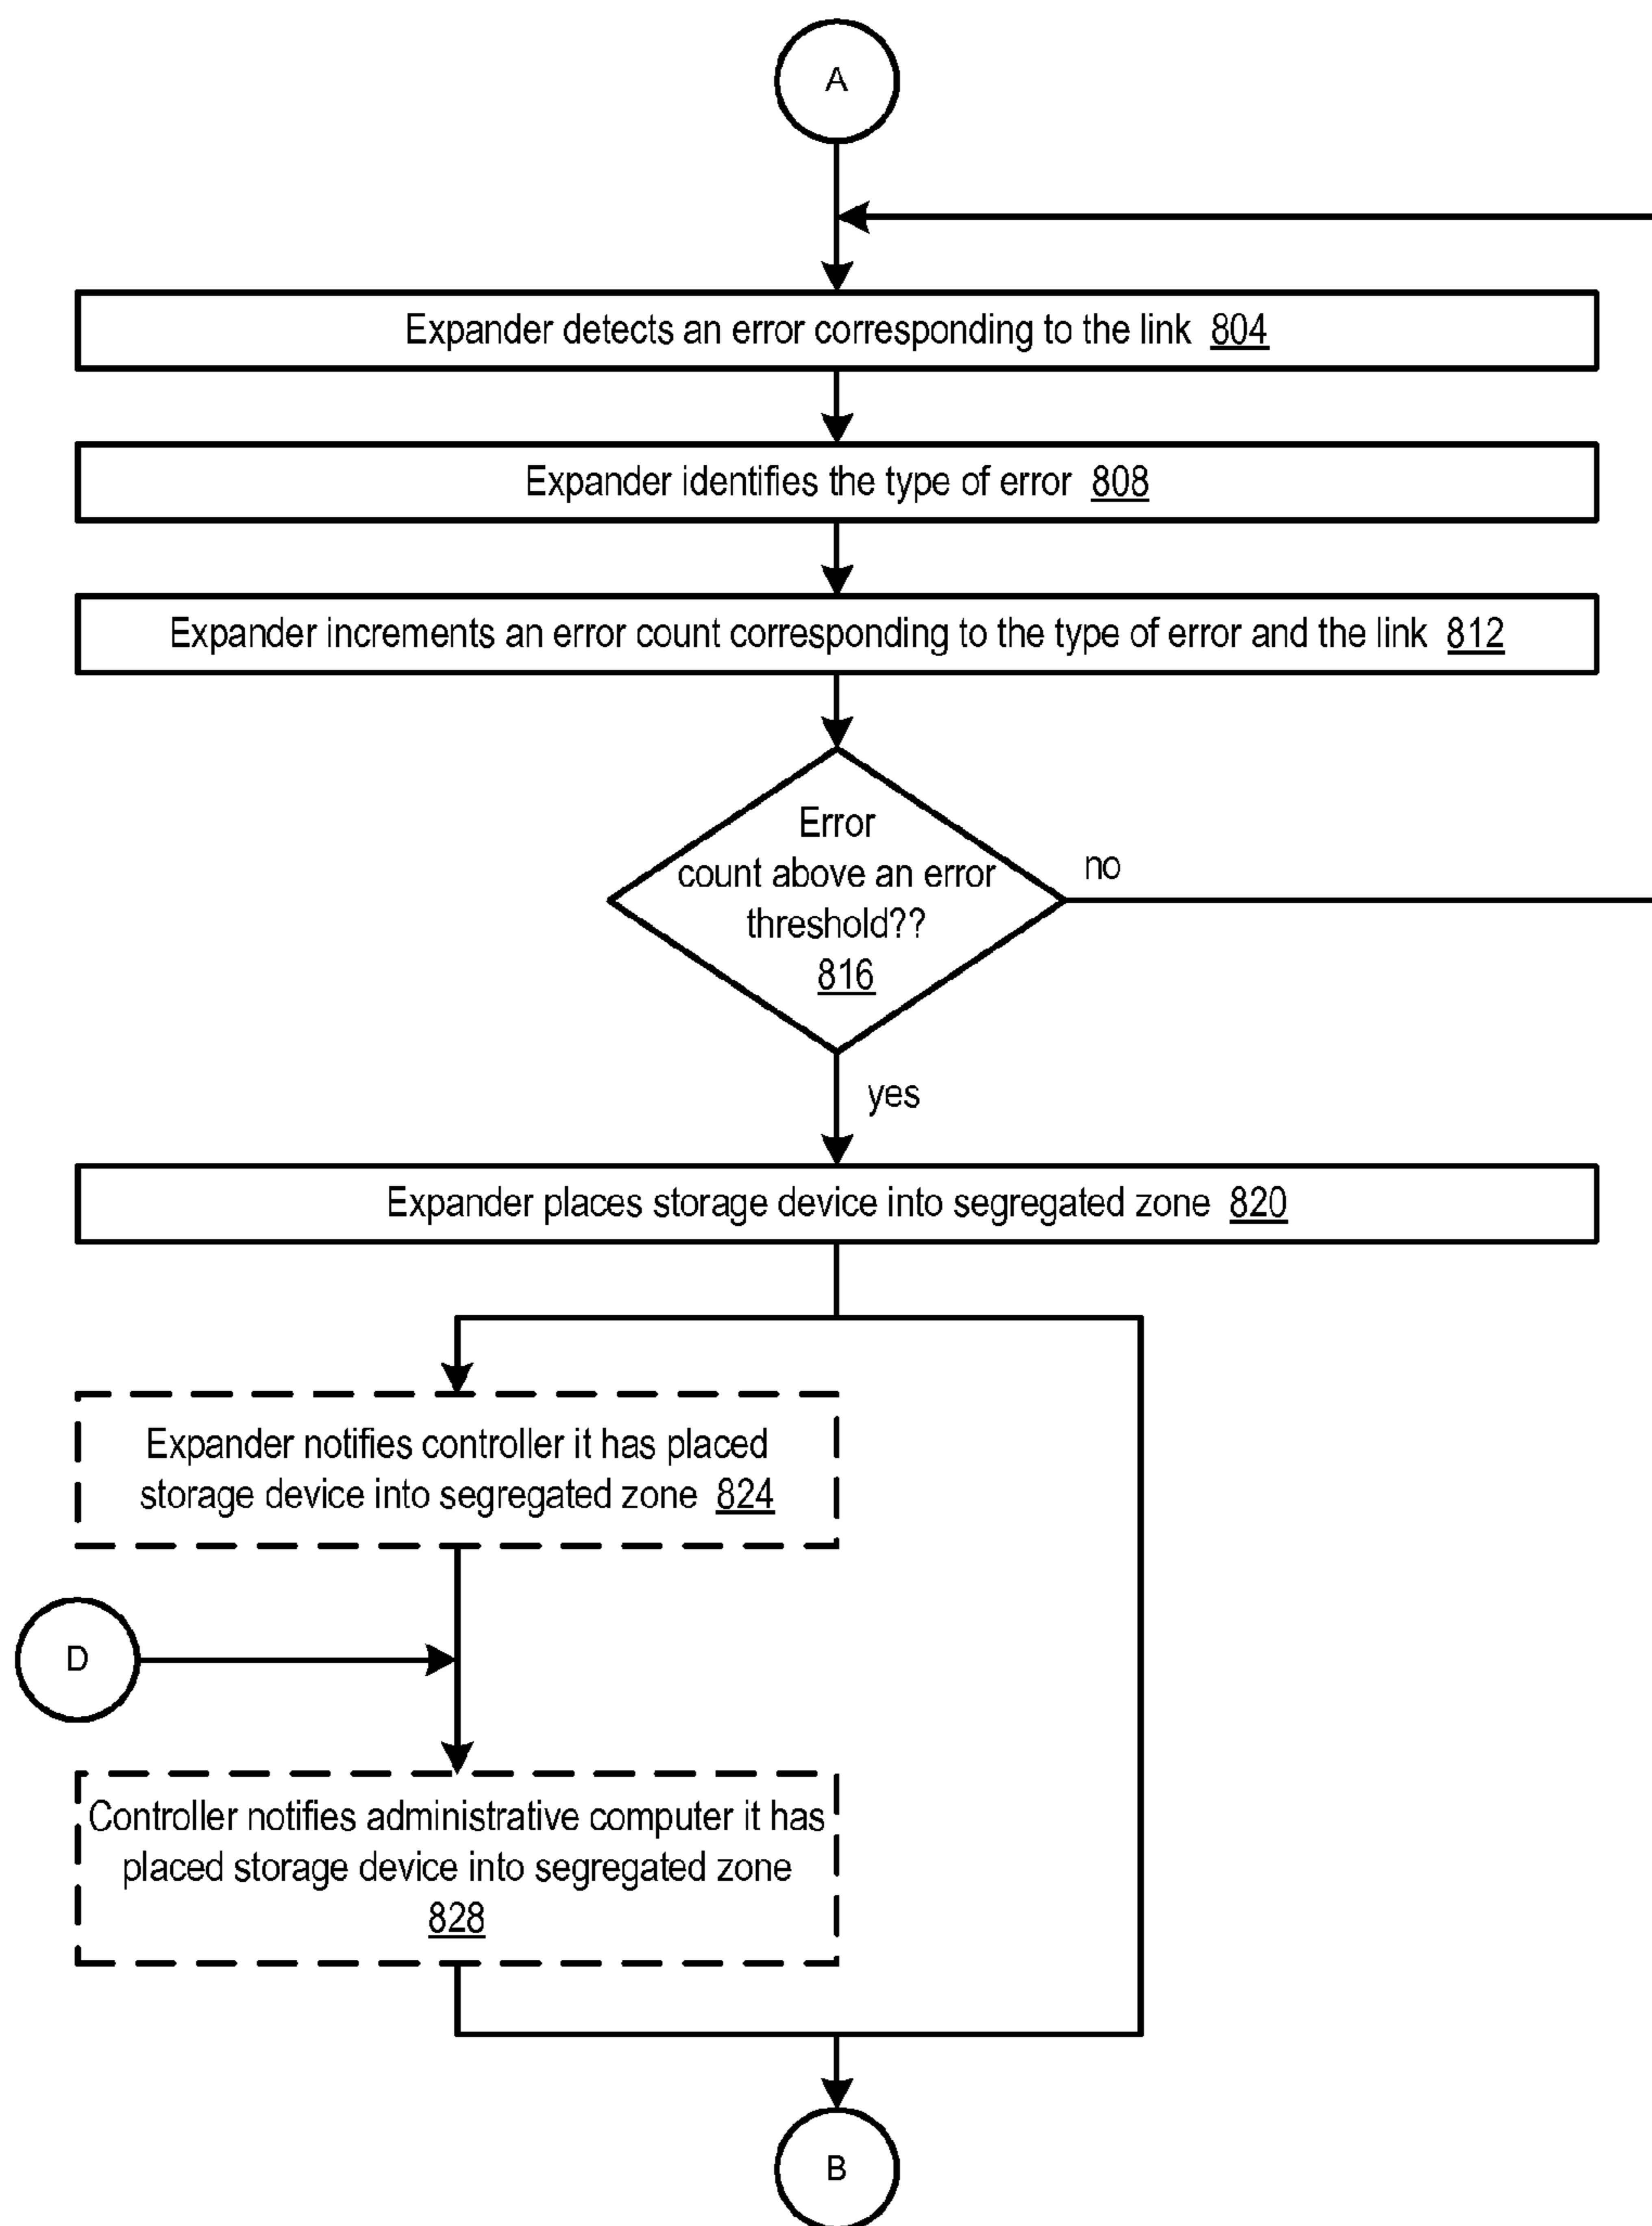 A
Expander detects an error corresponding to the link 804
Expander identifies the type of error 808
Expander increments an error count corresponding to the type of error and the link 812
Error
count above an error
threshold??
816
no
yes
Expander places storage device into segregated zone 820
Expander notifies controller it has placed
storage device into segregated zone 824
D
Controller notifies administrative computer it has
placed storage device into segregated zone
828
B